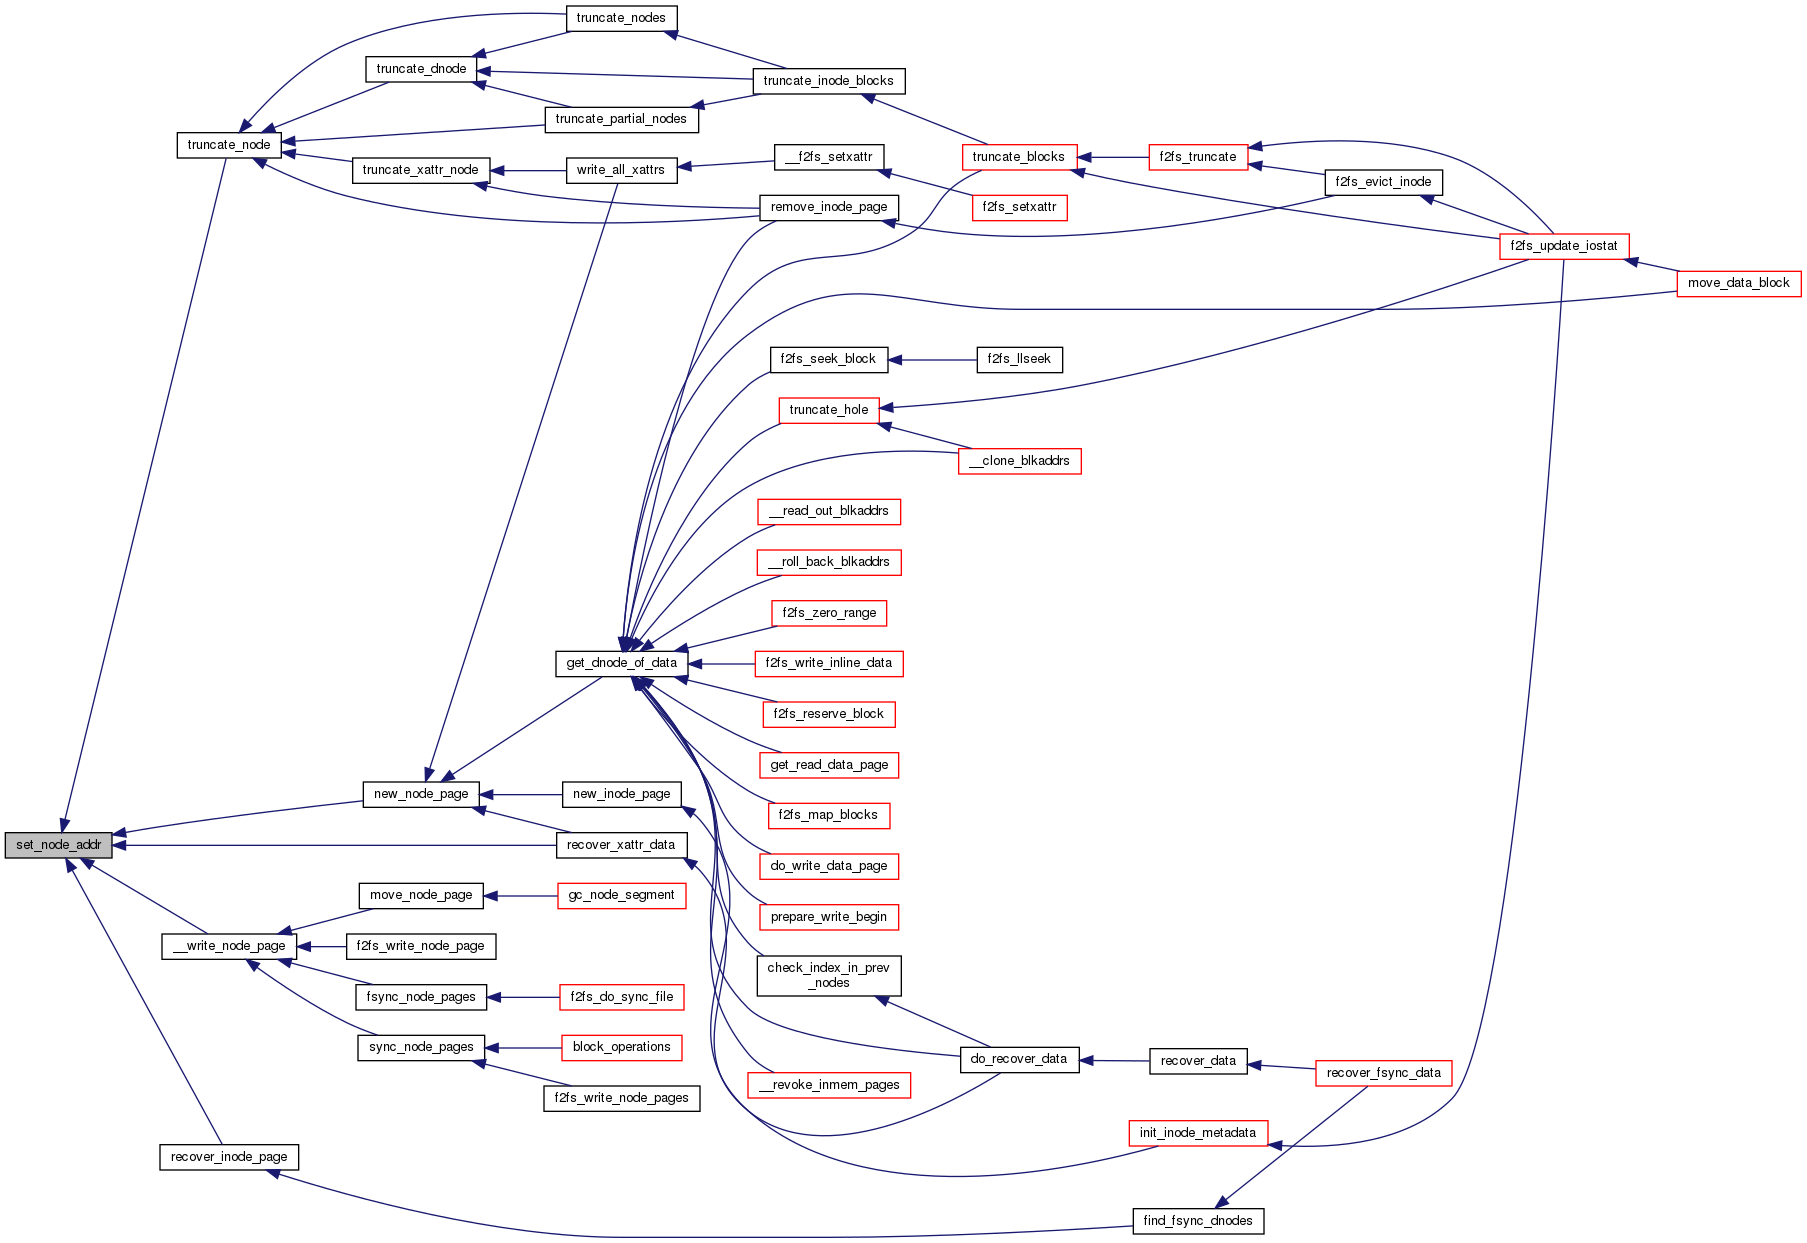 truncate_nodes
truncate_dnode
truncate_inode_blocks
truncate_partial_nodes
truncate_node
truncate_xattr_node
write_all_xattrs
__f2fs_setxattr
truncate_blocks
f2fs_truncate
f2fs_evict_inode
f2fs_setxattr
remove_inode_page
f2fs_update_iostat
move_data_block
f2fs_seek_block
f2fs_llseek
truncate_hole
__clone_blkaddrs
__read_out_blkaddrs
__roll_back_blkaddrs
f2fs_zero_range
get_dnode_of_data
f2fs_write_inline_data
f2fs_reserve_block
get_read_data_page
new_node_page
new_inode_page
f2fs_map_blocks
set_node_addr
recover_xattr_data
do_write_data_page
move_node_page
gc_node_segment
prepare_write_begin
__write_node_page
f2fs_write_node_page
check_index_in_prev
_nodes
fsync_node_pages
f2fs_do_sync_file
sync_node_pages
block_operations
do_recover_data
recover_data
recover_fsync_data
__revoke_inmem_pages
f2fs_write_node_pages
init_inode_metadata
recover_inode_page
find_fsync_dnodes